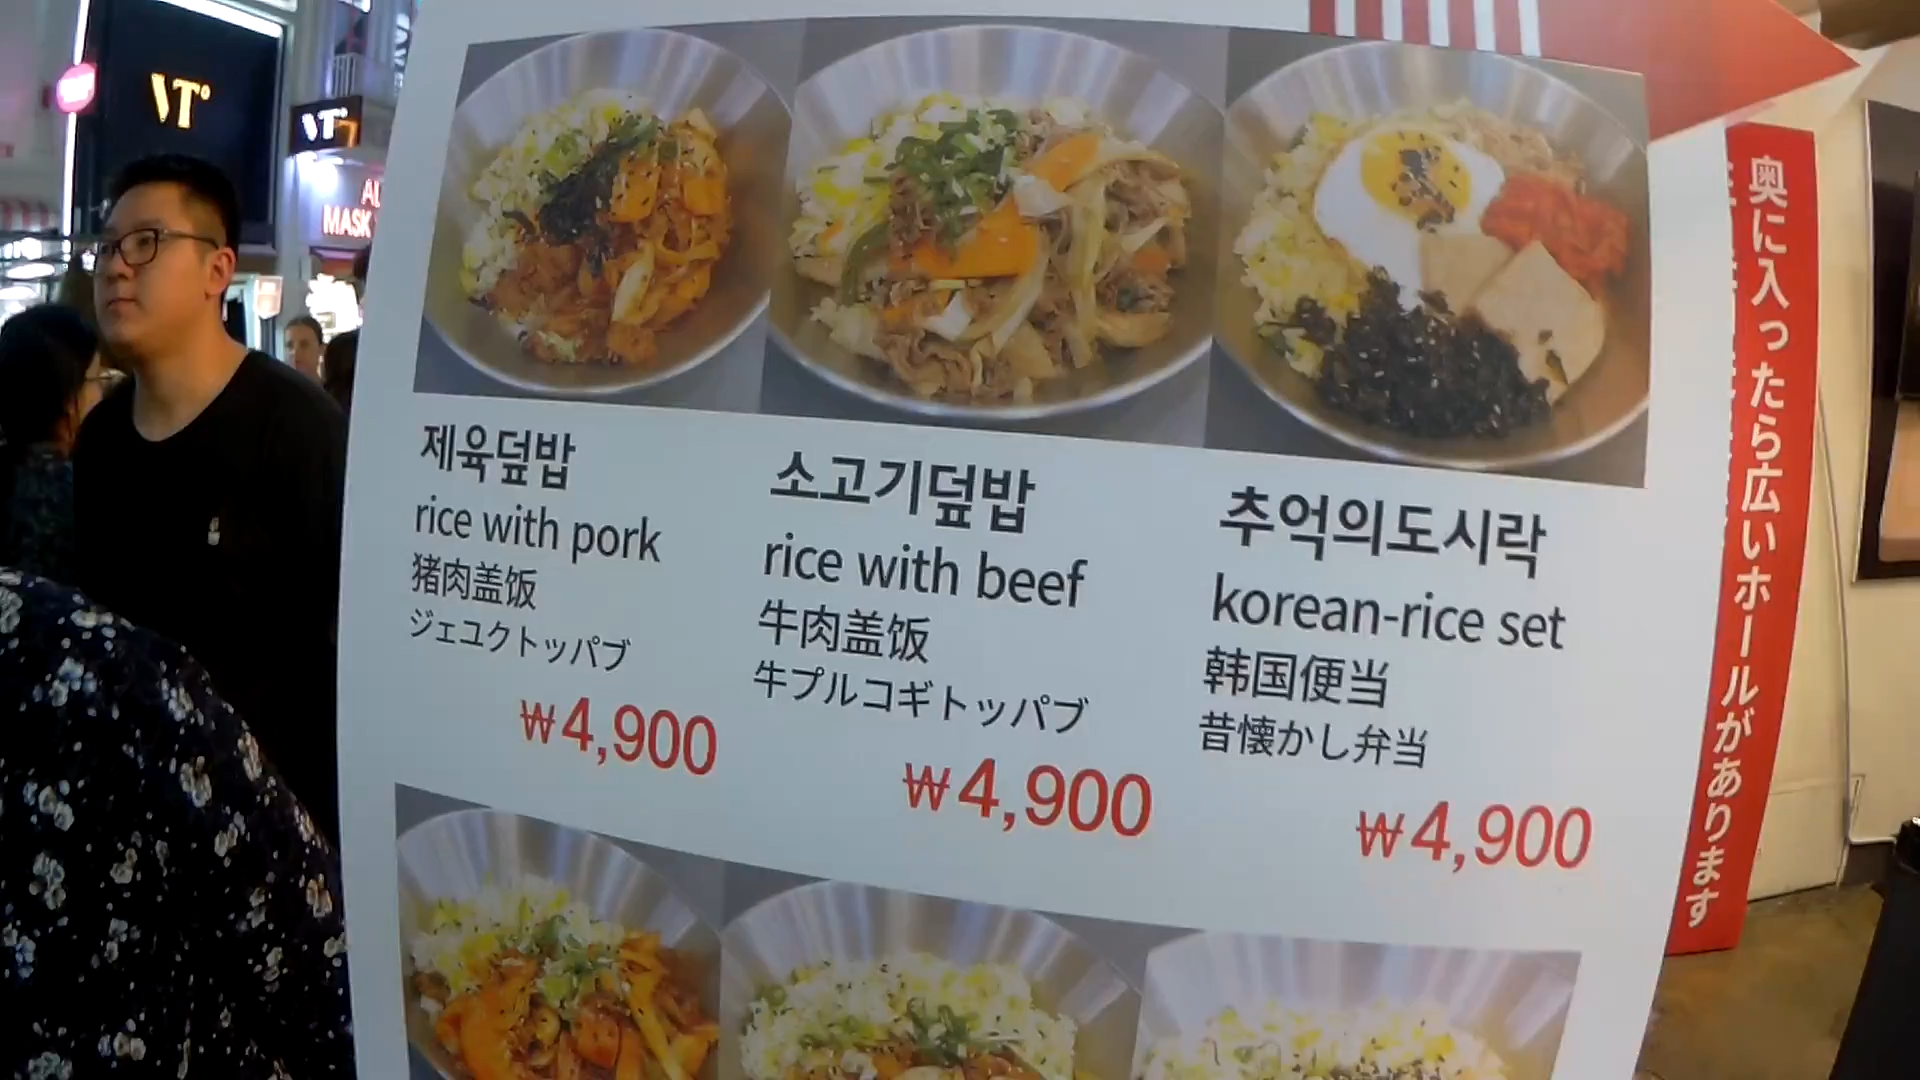 VT
VT
MASK
제육덮밥
rice with pork
猪肉盖饭
ジェユクトッパブ
₩4,900
소고기덮밥
rice with beef
牛肉盖饭
牛プルコギトッパブ
₩4,900
추억의도시락
korean-rice set
韩国便当
昔懐かし弁当
₩4,900
奥に入ったら広いホールがあります